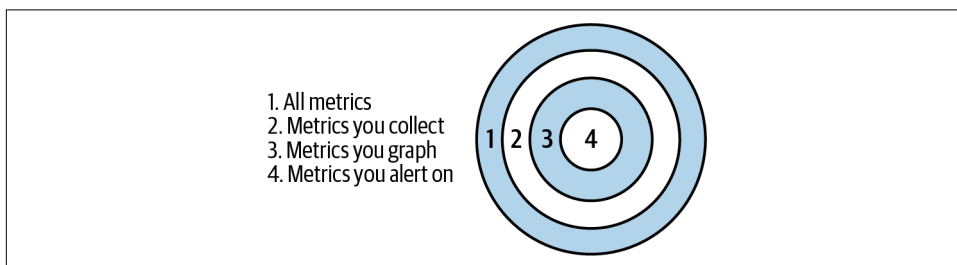 1. All metrics
2. Metrics you collect
3. Metrics you graph
4. Metrics you alert on
1 2 3 4